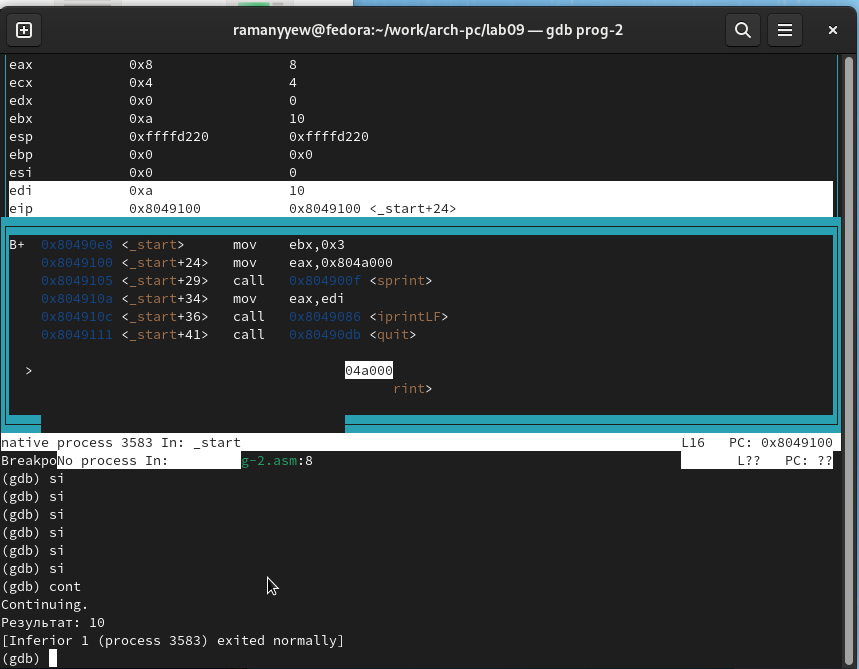 ramanyyew@fedora:~/work/arch-pc/lab09 — gdb prog-2
eax 0x8 8
ecx 0x4 4
edx 0x0 0
ebx 0xa 10
esp 0xffffd220 0xffffd220
ebp 0x0 0x0
esi 0x0 0
edi 0xa 10
eip 0x8049100 0x8049100 <_start+24>
B+ 0x80490e8 <_start> mov ebx,0x3
0x8049100 <_start+24> mov eax,0x804a000
0x8049105 <_start+29> call 0x804900f <sprint>
0x804910a <_start+34> mov eax,edi
0x804910c <_start+36> call 0x8049086 <iprintLF>
0x8049111 <_start+41> call 0x80490db <quit>
> 04a000
rint>
native process 3583 In: _start L16 PC: 0x8049100
BreakpoNo process In: g-2.asm:8 L?? PC: ??
(gdb) si
(gdb) si
(gdb) si
(gdb) si
(gdb) si
(gdb) si
(gdb) cont
Continuing.
Результат: 10
[Inferior 1 (process 3583) exited normally]
(gdb)